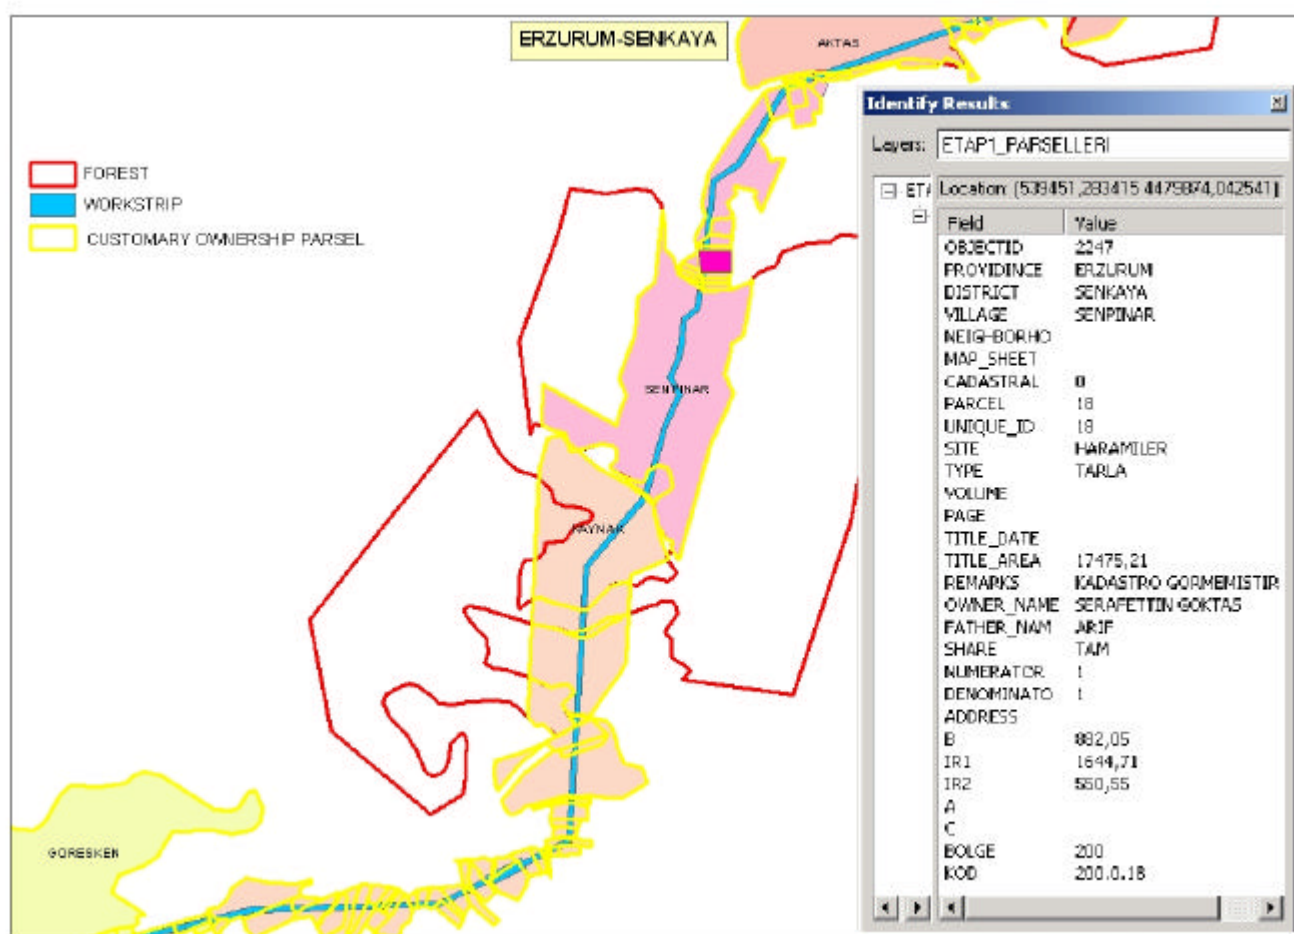 ERZURUM-SENKAYA
AKTAS
FOREST
WORKSTRIP
CUSTOMARY OWNERSHIP PARSEL
SENPINAR
KAYNAK
GORESKEN
Identify Results
Layers: ETAP1_PARSELLERI
ETA
Location: (539451,283415 4479874,042541)
Field Value
OBJECTID 2247
PROVIDINCE ERZURUM
DISTRICT SENKAYA
VILLAGE SENPINAR
NEIGHBORHO
MAP_SHEET
CADASTRAL 0
PARCEL 18
UNIQUE_ID 18
SITE HARAMILER
TYPE TARLA
VOLUME
PAGE
TITLE_DATE
TITLE_AREA 17475,21
REMARKS KADASTRO GORMEMISTIR
OWNER_NAME SERAFETTIN GOKTAS
FATHER_NAM ARIF
SHARE TAM
NUMERATOR 1
DENOMINATO 1
ADDRESS
B 882,05
IR1 1644,71
IR2 550,55
A
C
BOLGE 200
KOD 200.0.18